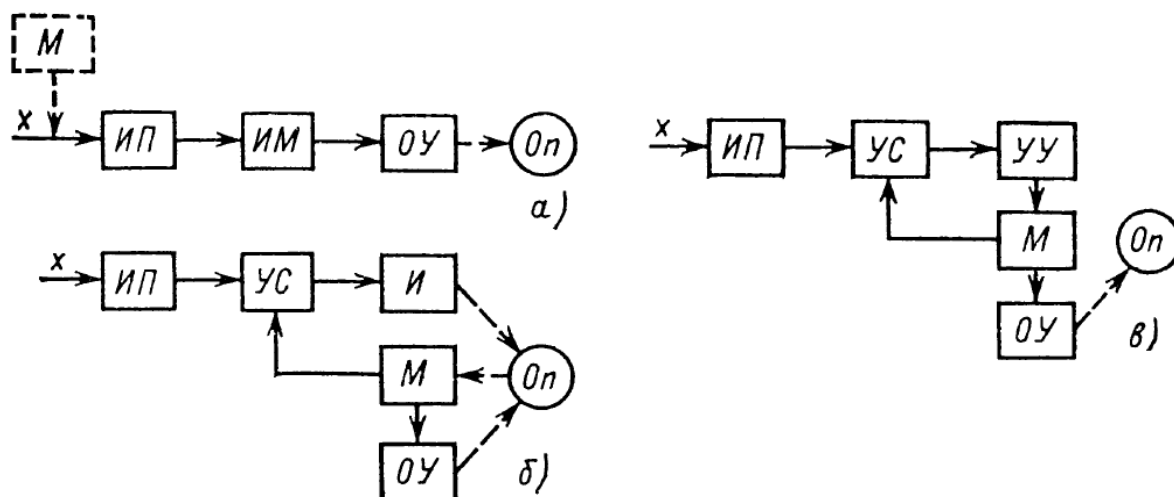 М
x ИП ИМ ОУ Оп
а)
x ИП УС И
М Оп
ОУ
б)
x ИП УС УУ
М Оп
ОУ
в)